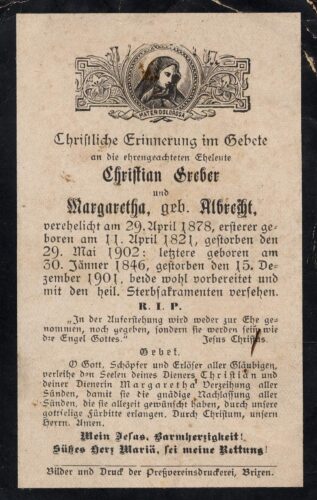 MATER DOLOROSA
Christliche Erinnerung im Gebete
an die ehrengeachteten Eheleute
Christian Greber
und
Margaretha, geb. Albrecht,
verehelicht am 29. April 1878, ersterer ge-
boren am 11. April 1821, gestorben den
29. Mai 1902; letztere geboren am
30. Jänner 1846, gestorben den 15. De-
zember 1901, beide wohl vorbereitet und
mit den heil. Sterbsakramenten versehen.
R. I. P.
„In der Auferstehung wird weder zur Ehe ge-
nommen, noch gegeben, sondern sie werden sein wie
die Engel Gottes.“ Jesus Christus.
Gebet.
O Gott, Schöpfer und Erlöser aller Gläubigen,
verleihe den Seelen deines Dieners Christian und
deiner Dienerin Margaretha Verzeihung aller
Sünden, damit sie die gnädige Nachlassung aller
Sünden, die sie allezeit gewünscht haben, durch unsere
gottselige Fürbitte erlangen. Durch Christum, unsern
Herrn. Amen.
Mein Jesus, Barmherzigkeit!
Süßes Herz Mariä, sei meine Rettung!
Bilder und Druck der Preßvereinsdruckerei, Brixen.